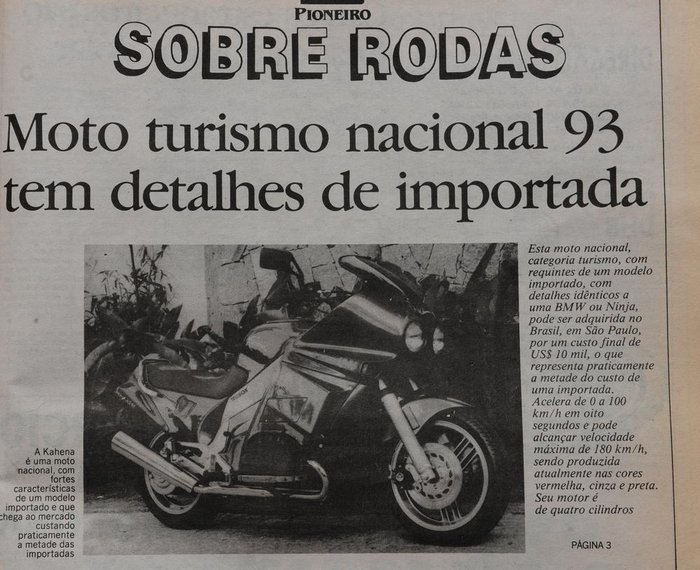 PIONEIRO
SOBRE RODAS
Moto turismo nacional 93
tem detalhes de importada
Esta moto nacional,
categoria turismo, com
requintes de um modelo
importado, com
detalhes idênticos a
uma BMW ou Ninja,
pode ser adquirida no
Brasil, em São Paulo,
por um custo final de
US$ 10 mil, o que
representa praticamente
a metade do custo de
uma importada.
Acelera de 0 a 100
km/h em oito
segundos e pode
alcançar velocidade
máxima de 180 km/h,
sendo produzida
atualmente nas cores
vermelha, cinza e preta.
Seu motor é
de quatro cilindros
A Kahena
é uma moto
nacional, com
fortes
características
de um modelo
importado e que
chega ao mercado
custando
praticamente
a metade das
importadas
PÁGINA 3